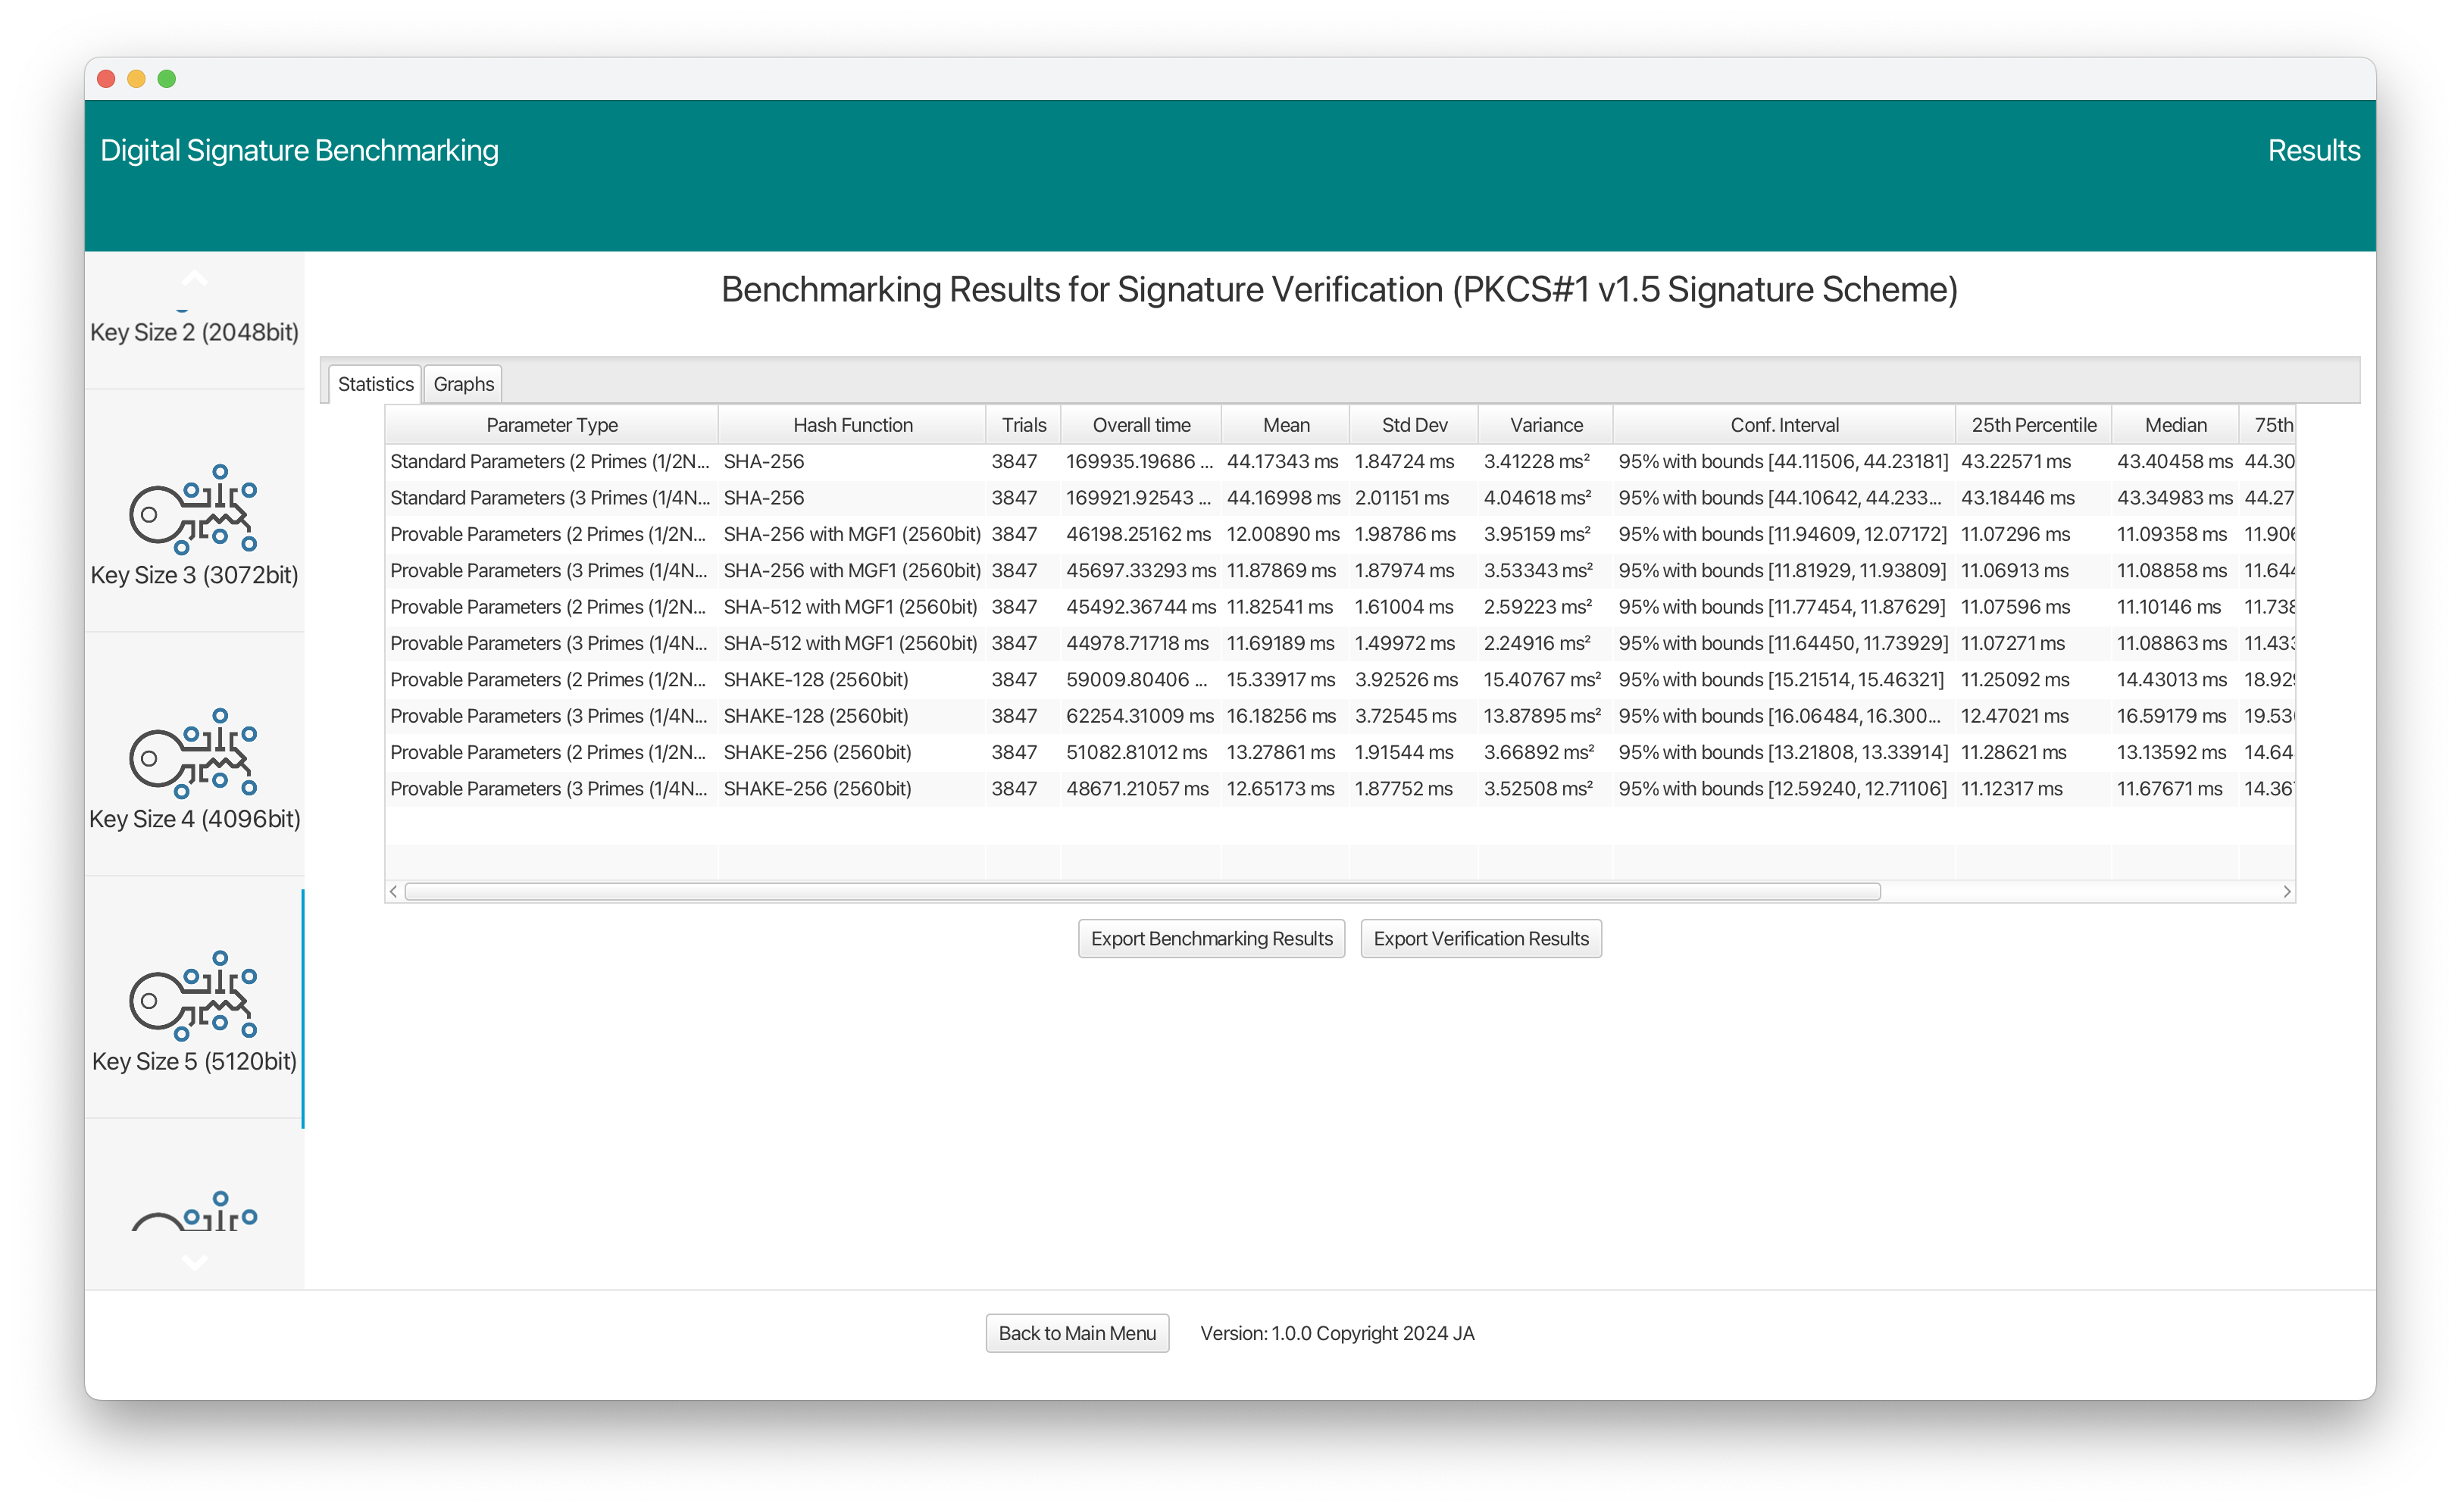 Digital Signature Benchmarking
Results
Key Size 2 (2048bit)
Key Size 3 (3072bit)
Key Size 4 (4096bit)
Key Size 5 (5120bit)
Benchmarking Results for Signature Verification (PKCS#1 v1.5 Signature Scheme)
Statistics Graphs
Parameter Type Hash Function Trials Overall time Mean Std Dev Variance Conf. Interval 25th Percentile Median 75th
Standard Parameters (2 Primes (1/2N... SHA-256 3847 169935.19686 ... 44.17343 ms 1.84724 ms 3.41228 ms² 95% with bounds [44.11506, 44.23181] 43.22571 ms 43.40458 ms 44.30
Standard Parameters (3 Primes (1/4N... SHA-256 3847 169921.92543 ... 44.16998 ms 2.01151 ms 4.04618 ms² 95% with bounds [44.10642, 44.233... 43.18446 ms 43.34983 ms 44.27
Provable Parameters (2 Primes (1/2N... SHA-256 with MGF1 (2560bit) 3847 46198.25162 ms 12.00890 ms 1.98786 ms 3.95159 ms² 95% with bounds [11.94609, 12.07172] 11.07296 ms 11.09358 ms 11.906
Provable Parameters (3 Primes (1/4N... SHA-256 with MGF1 (2560bit) 3847 45697.33293 ms 11.87869 ms 1.87974 ms 3.53343 ms² 95% with bounds [11.81929, 11.93809] 11.06913 ms 11.08858 ms 11.644
Provable Parameters (2 Primes (1/2N... SHA-512 with MGF1 (2560bit) 3847 45492.36744 ms 11.82541 ms 1.61004 ms 2.59223 ms² 95% with bounds [11.77454, 11.87629] 11.07596 ms 11.10146 ms 11.738
Provable Parameters (3 Primes (1/4N... SHA-512 with MGF1 (2560bit) 3847 44978.71718 ms 11.69189 ms 1.49972 ms 2.24916 ms² 95% with bounds [11.64450, 11.73929] 11.07271 ms 11.08863 ms 11.433
Provable Parameters (2 Primes (1/2N... SHAKE-128 (2560bit) 3847 59009.80406 ... 15.33917 ms 3.92526 ms 15.40767 ms² 95% with bounds [15.21514, 15.46321] 11.25092 ms 14.43013 ms 18.929
Provable Parameters (3 Primes (1/4N... SHAKE-128 (2560bit) 3847 62254.31009 ms 16.18256 ms 3.72545 ms 13.87895 ms² 95% with bounds [16.06484, 16.300... 12.47021 ms 16.59179 ms 19.53
Provable Parameters (2 Primes (1/2N... SHAKE-256 (2560bit) 3847 51082.81012 ms 13.27861 ms 1.91544 ms 3.66892 ms² 95% with bounds [13.21808, 13.33914] 11.28621 ms 13.13592 ms 14.64
Provable Parameters (3 Primes (1/4N... SHAKE-256 (2560bit) 3847 48671.21057 ms 12.65173 ms 1.87752 ms 3.52508 ms² 95% with bounds [12.59240, 12.71106] 11.12317 ms 11.67671 ms 14.367
Export Benchmarking Results Export Verification Results
Back to Main Menu Version: 1.0.0 Copyright 2024 JA